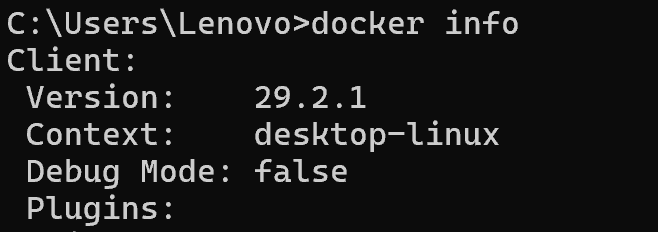 C:\Users\Lenovo>docker info
Client:
 Version:    29.2.1
 Context:    desktop-linux
 Debug Mode: false
 Plugins: